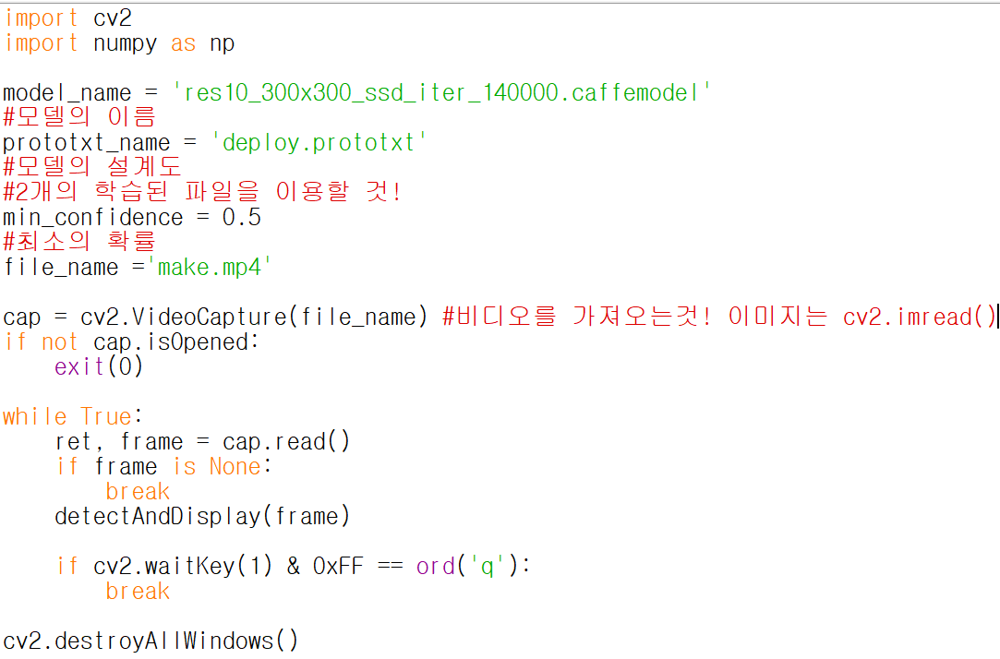 import cv2
import numpy as np
model_name = 'res10_300x300_ssd_iter_140000.caffemodel'
#모델의 이름
prototxt_name = 'deploy.prototxt'
#모델의 설계도
#2개의 학습된 파일을 이용할 것!
min_confidence = 0.5
#최소의 확률
file_name ='make.mp4'
cap = cv2.VideoCapture(file_name) #비디오를 가져오는것! 이미지는 cv2.imread()
if not cap.isOpened:
    exit(0)
while True:
    ret, frame = cap.read()
    if frame is None:
        break
    detectAndDisplay(frame)
    if cv2.waitKey(1) & 0xFF == ord('q'):
        break
cv2.destroyAllWindows()